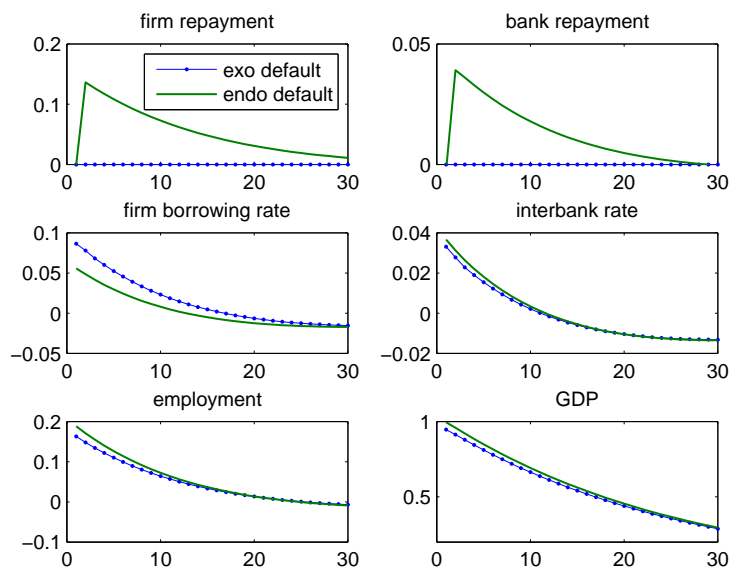 firm repayment
bank repayment
0.2
0.1
0
exo default
endo default
0.05
0
0 10 20 30
0 10 20 30
firm borrowing rate
interbank rate
0.1
0.05
0
−0.05
0.04
0.02
0
−0.02
0 10 20 30
0 10 20 30
employment
GDP
0.2
0.1
0
−0.1
1
0.5
0 10 20 30
0 10 20 30